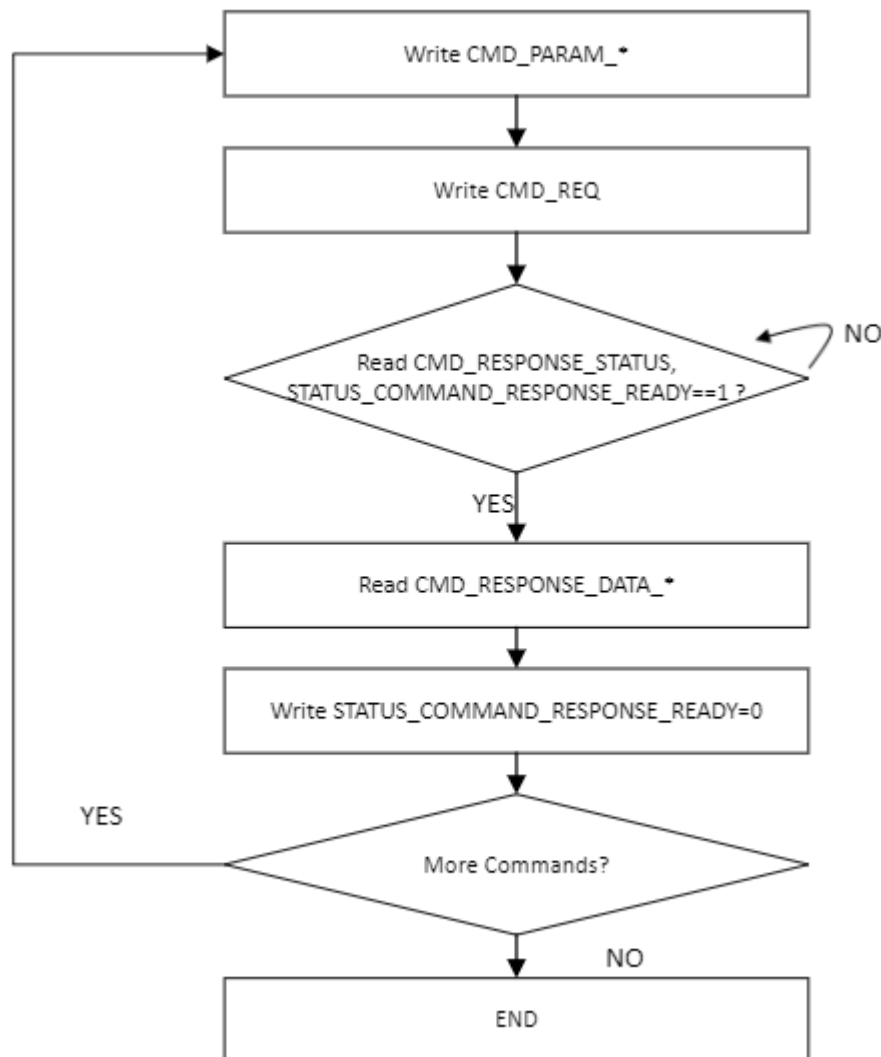 Write CMD_PARAM_*
Write CMD_REQ
Read CMD_RESPONSE_STATUS,
STATUS_COMMAND_RESPONSE_READY==1 ?
NO
YES
Read CMD_RESPONSE_DATA_*
Write STATUS_COMMAND_RESPONSE_READY=0
YES
More Commands?
NO
END